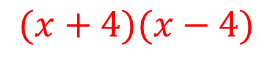 (x + 4)(x − 4)